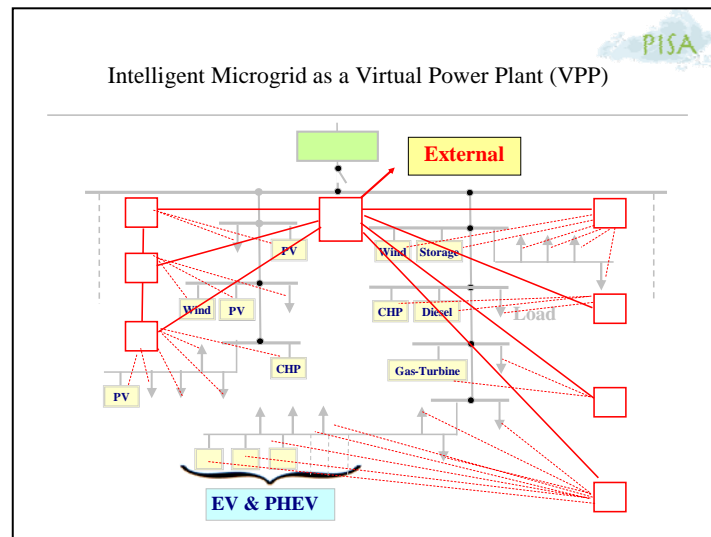 PISA
Intelligent Microgrid as a Virtual Power Plant (VPP)
External
PV
Wind
Storage
Wind
PV
CHP
Diesel
Load
CHP
Gas-Turbine
PV
EV & PHEV